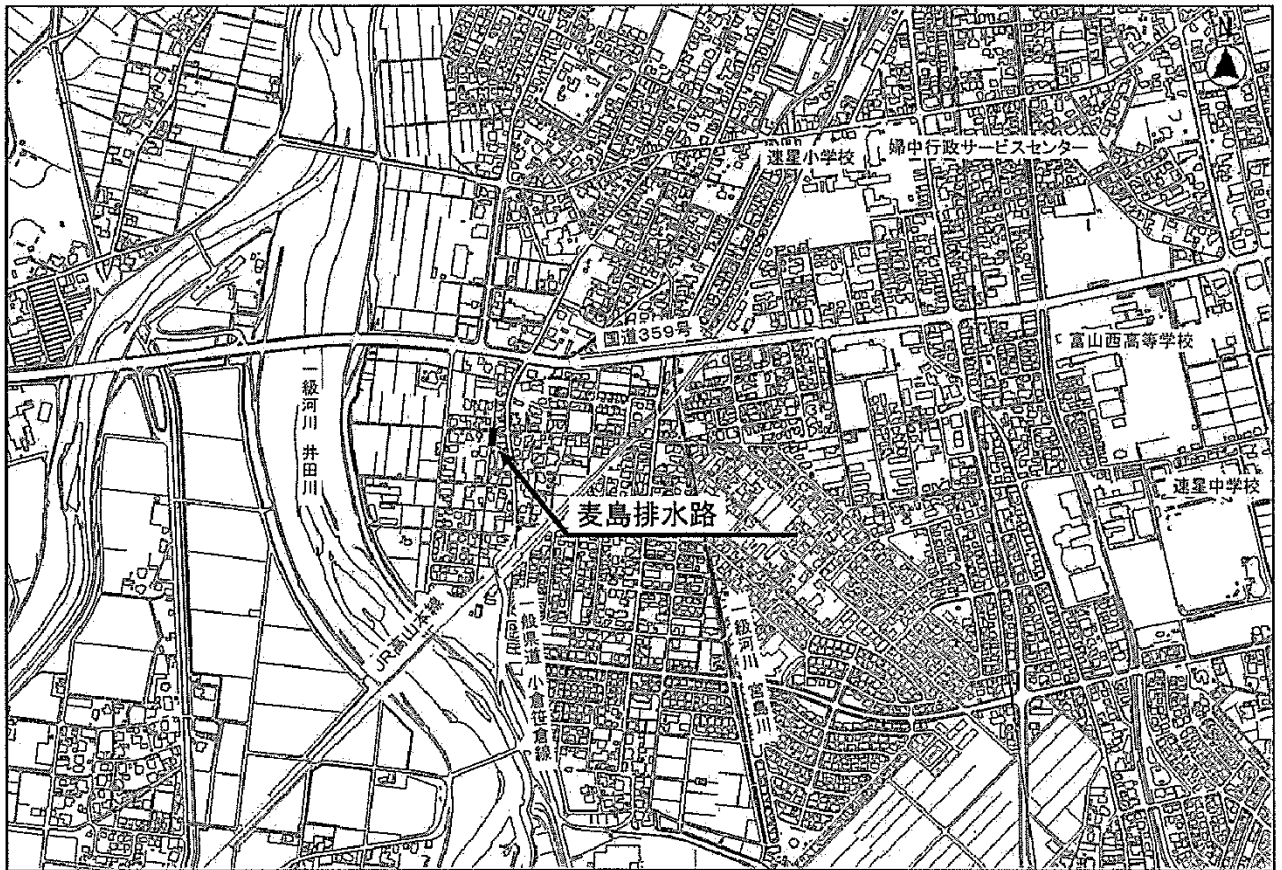 N
速星小学校
婦中行政サービスセンター
国道359号
富山西高等学校
一級河川 井田川
速星中学校
麦島排水路
JR高山本線
一般県道 小倉笹倉線
一級河川 宮島川